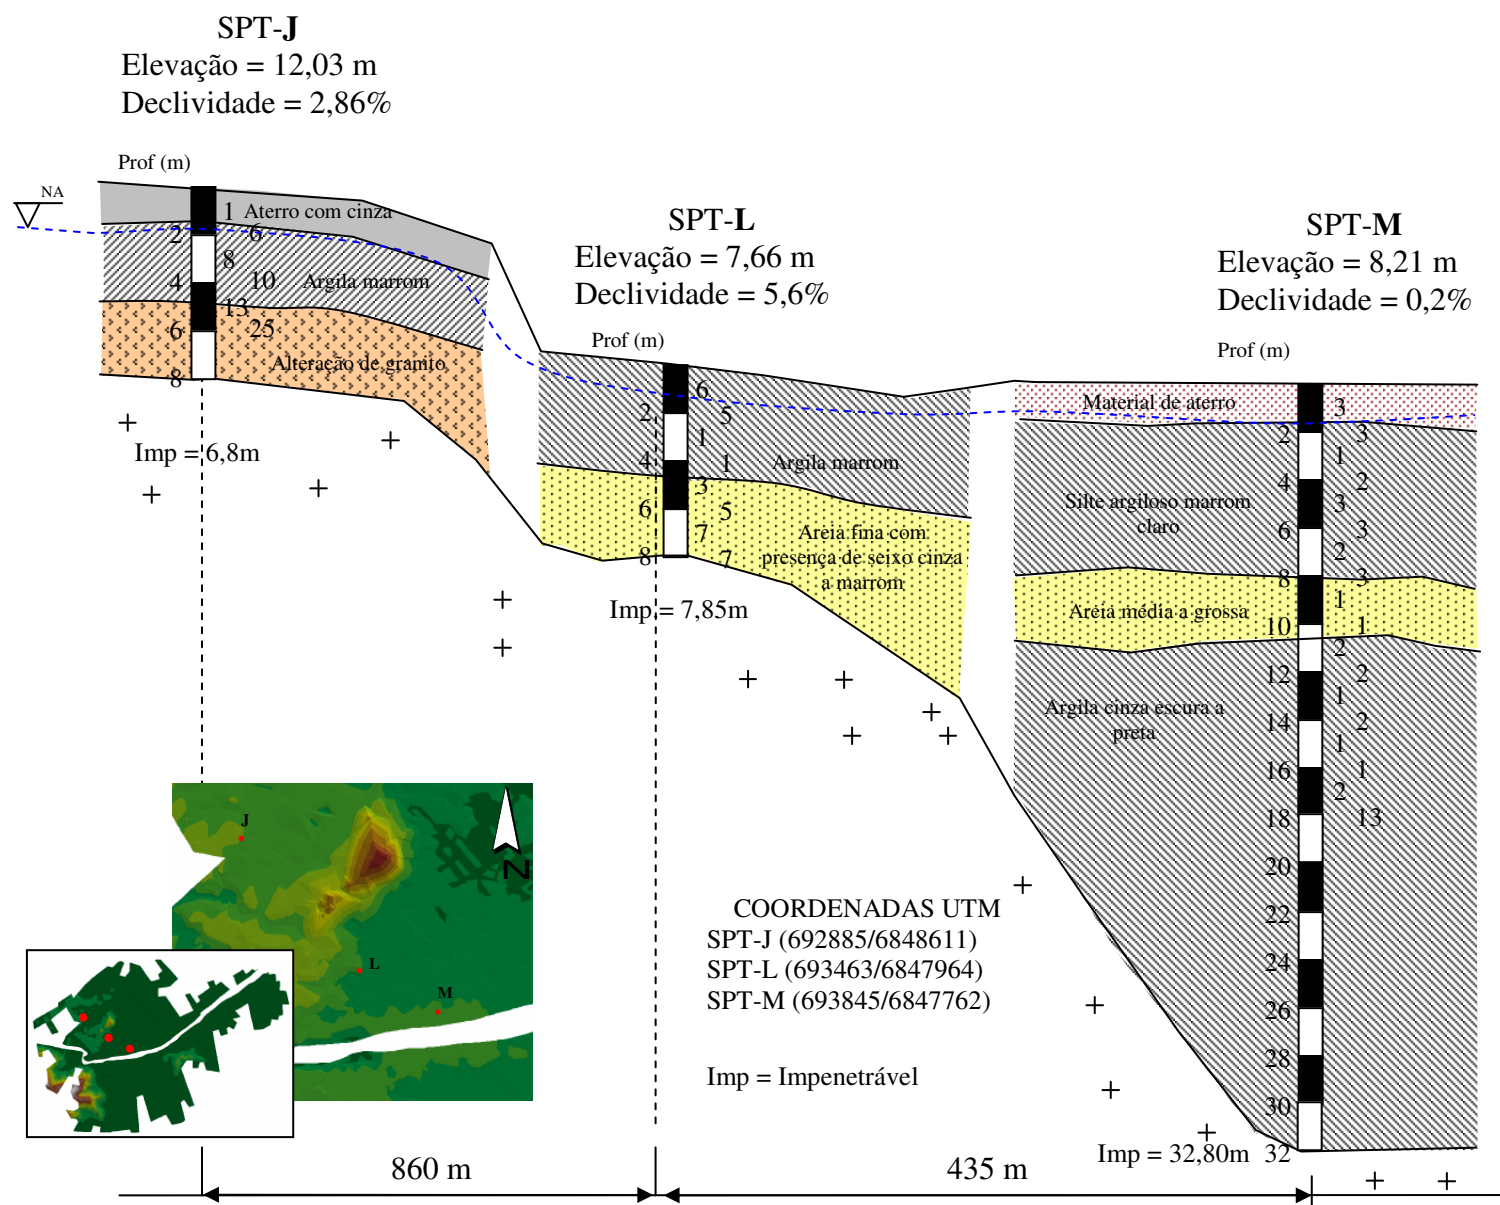 SPT-J
Elevação = 12,03 m
Declividade = 2,86%
Prof (m)
NA
1
Aterro com cinza
2
6
8
4
10
Argila marrom
13
6
25
Alteração de granito
8
Imp = 6,8m
SPT-L
Elevação = 7,66 m
Declividade = 5,6%
Prof (m)
6
2
5
1
4
1
Argila marrom
3
6
5
7
Areia fina com
presença de seixo cinza
a marrom
8
7
Imp = 7,85m
SPT-M
Elevação = 8,21 m
Declividade = 0,2%
Prof (m)
Material de aterro
3
2
3
1
4
2
Silte argiloso marrom
claro
3
6
3
2
8
3
Areia média a grossa
1
10
1
2
12
2
1
Argila cinza escura a
preta
14
2
1
16
1
2
18
13
20
22
24
26
28
30
32
Imp = 32,80m
J
L
M
N
COORDENADAS UTM
SPT-J (692885/6848611)
SPT-L (693463/6847964)
SPT-M (693845/6847762)
Imp = Impenetrável
860 m
435 m